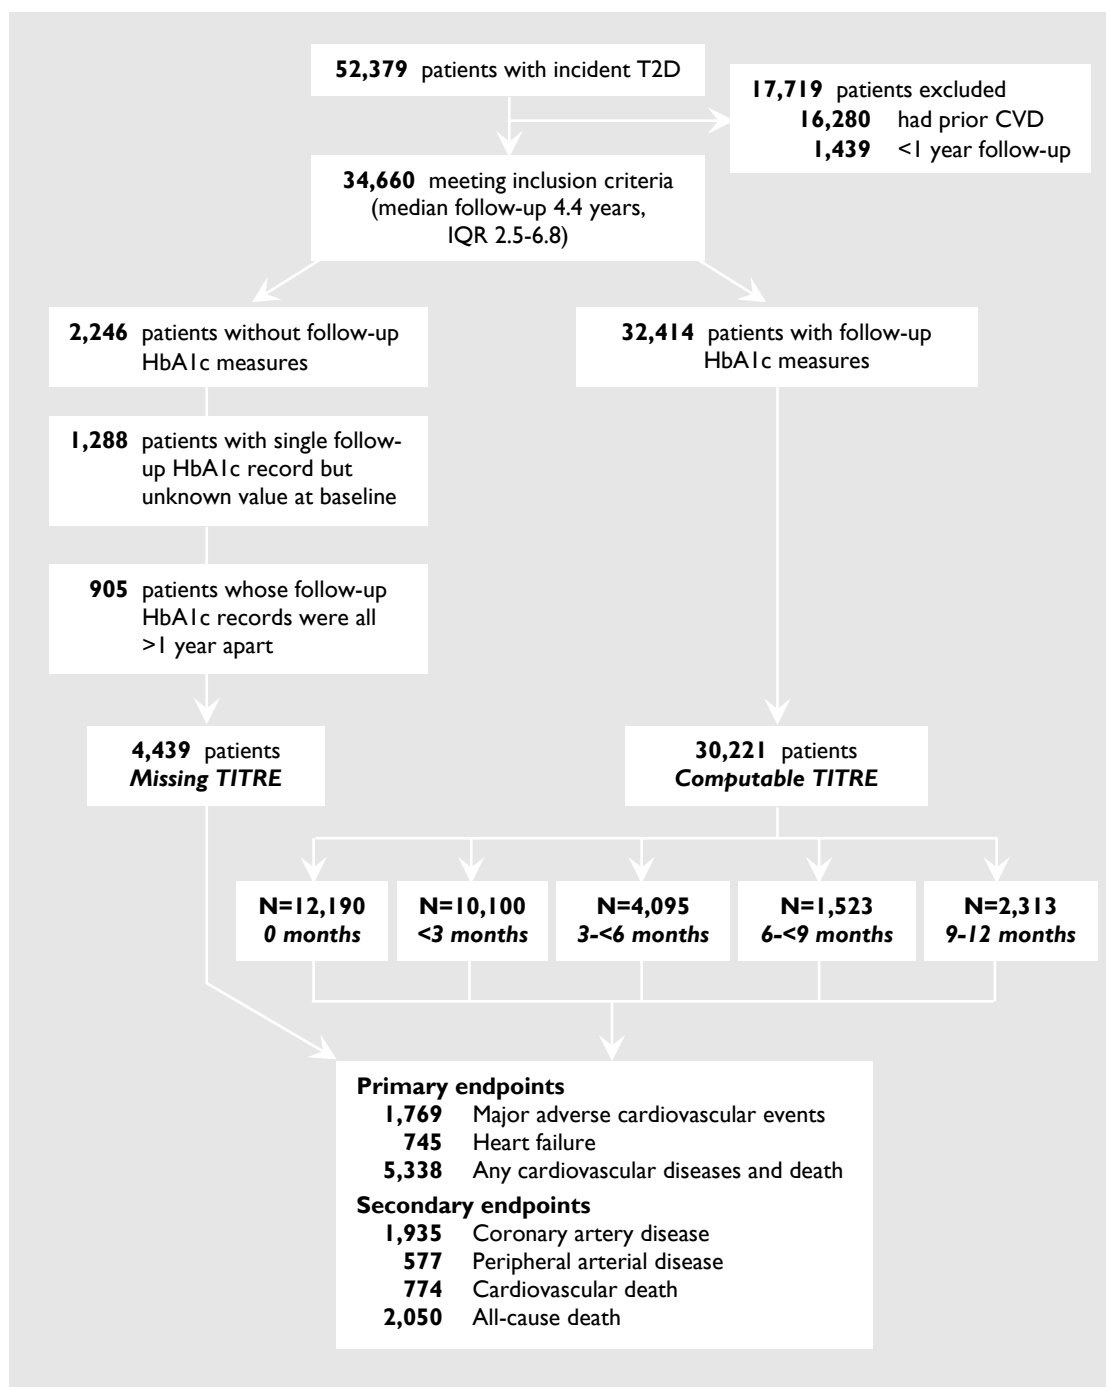 52,379 patients with incident T2D
17,719 patients excluded
16,280 had prior CVD
1,439 <1 year follow-up
34,660 meeting inclusion criteria
(median follow-up 4.4 years,
IQR 2.5-6.8)
2,246 patients without follow-up
HbA1c measures
32,414 patients with follow-up
HbA1c measures
1,288 patients with single follow-
up HbA1c record but
unknown value at baseline
905 patients whose follow-up
HbA1c records were all
>1 year apart
4,439 patients
Missing TITRE
30,221 patients
Computable TITRE
N=12,190
0 months
N=10,100
<3 months
N=4,095
3-<6 months
N=1,523
6-<9 months
N=2,313
9-12 months
Primary endpoints
1,769 Major adverse cardiovascular events
745 Heart failure
5,338 Any cardiovascular diseases and death
Secondary endpoints
1,935 Coronary artery disease
577 Peripheral arterial disease
774 Cardiovascular death
2,050 All-cause death